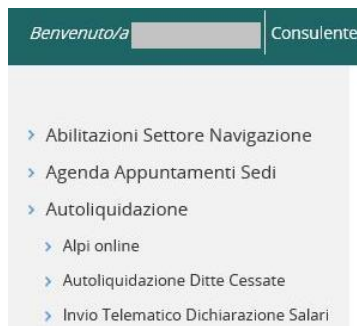 Benvenuto/a Consulente
Abilitazioni Settore Navigazione
Agenda Appuntamenti Sedi
Autoliquidazione
Alpi online
Autoliquidazione Ditte Cessate
Invio Telematico Dichiarazione Salari